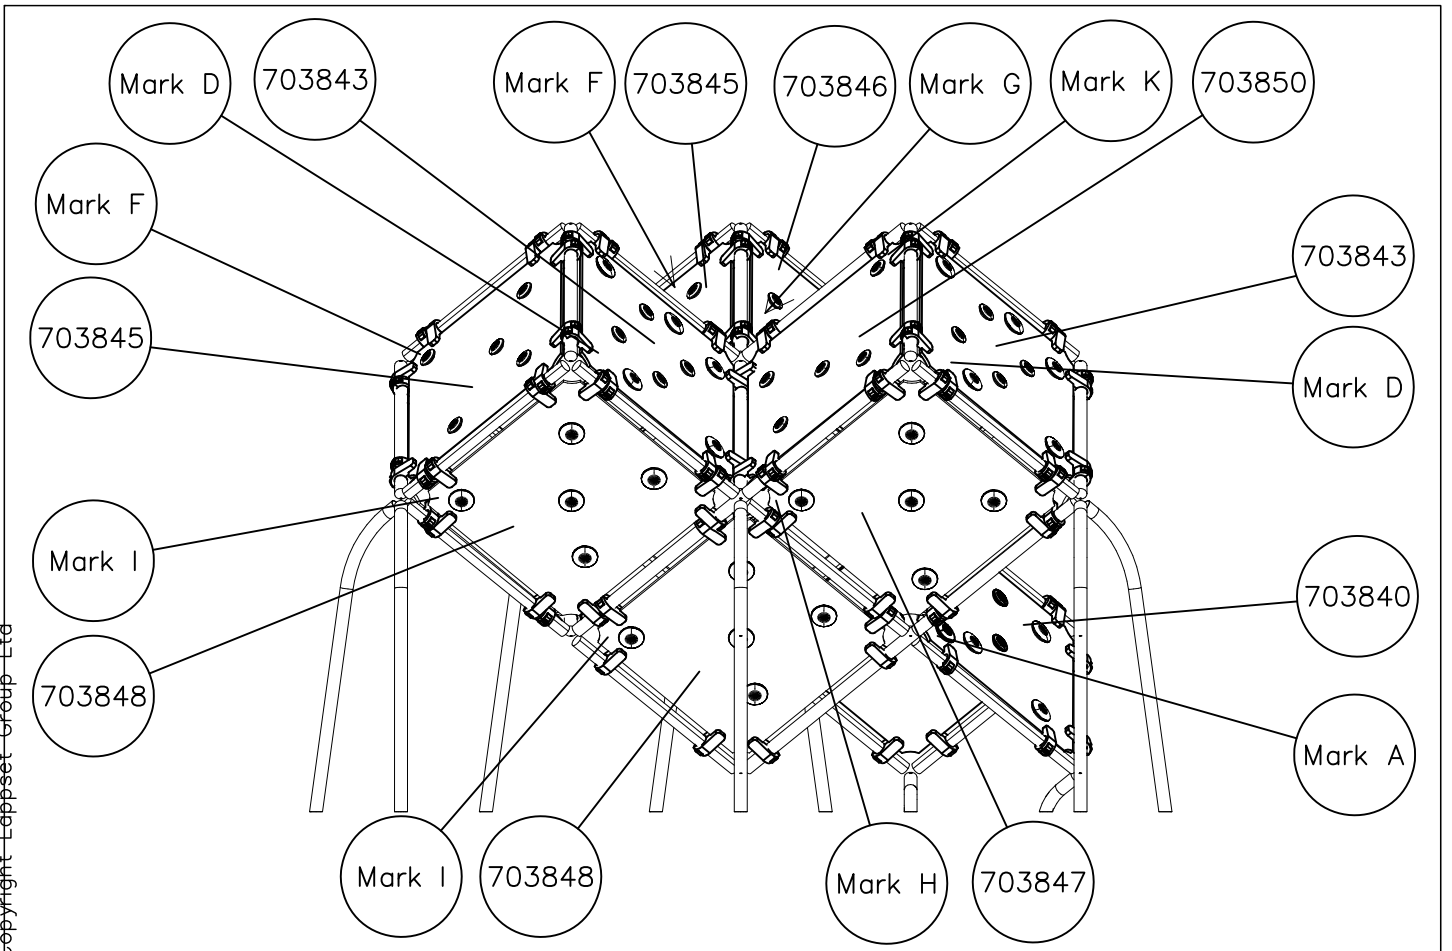 Mark D
703843
Mark F
703845
703846
Mark G
Mark K
703850
Mark F
703843
703845
Mark D
Mark I
703840
703848
Mark A
Mark I
703848
Mark H
703847
Copyright Lappset Group Ltd